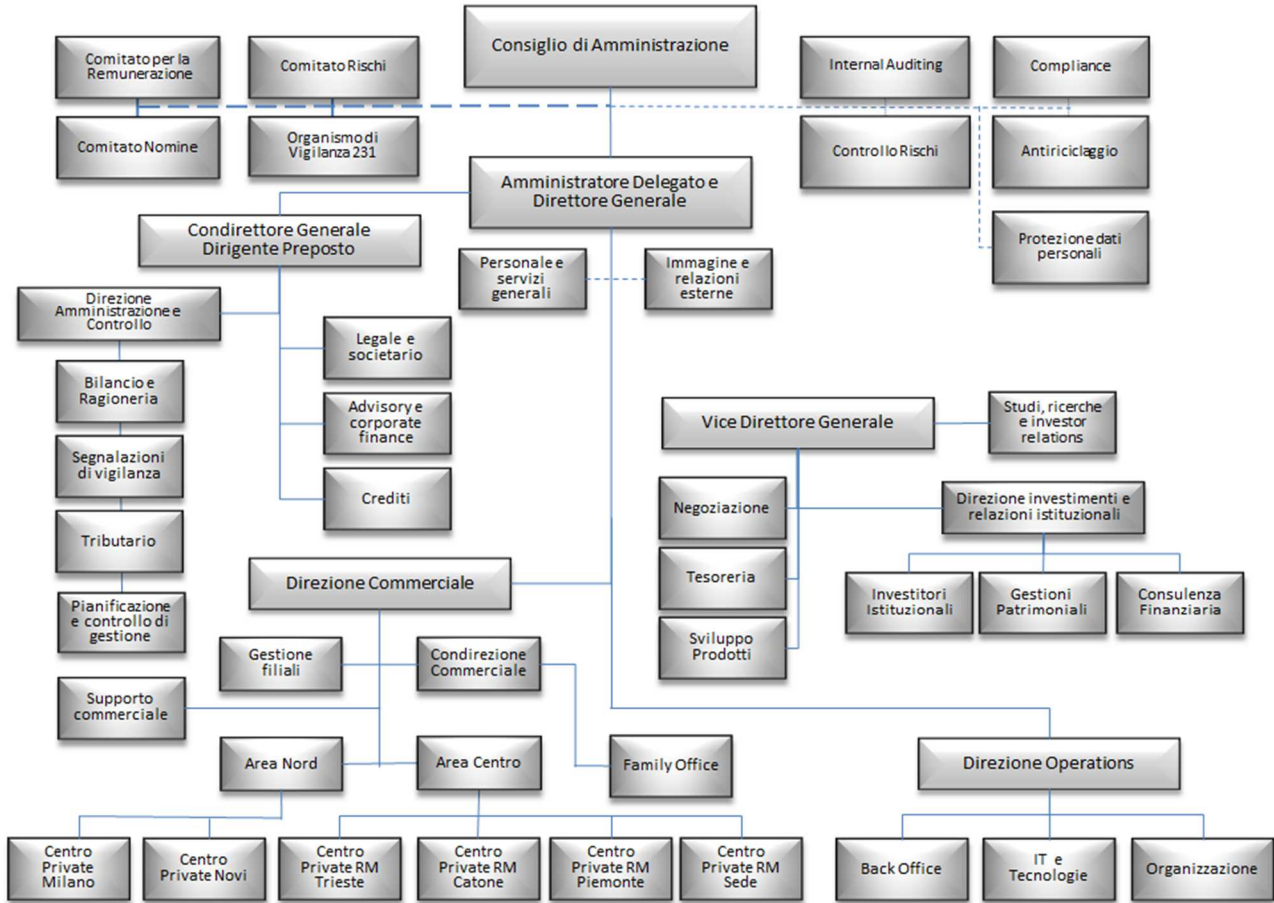 Consiglio di Amministrazione
Comitato per la
Remunerazione
Comitato Rischi
Internal Auditing
Compliance
Comitato Nomine
Organismo di
Vigilanza 231
Controllo Rischi
Antiriciclaggio
Amministratore Delegato e
Direttore Generale
Condirettore Generale
Dirigente Preposto
Protezione dati
personali
Personale e
servizi
generali
Immagine e
relazioni
esterne
Direzione
Amministrazione e
Controllo
Legale e
societario
Bilancio e
Ragioneria
Advisory e
corporate
finance
Vice Direttore Generale
Studi, ricerche
e investor
relations
Segnalazioni
di vigilanza
Crediti
Negoziazione
Direzione investimenti e
relazioni istituzionali
Tributario
Direzione Commerciale
Tesoreria
Investitori
Istituzionali
Gestioni
Patrimoniali
Consulenza
Finanziaria
Pianificazione
e controllo di
gestione
Gestione
filiali
Condirezione
Commerciale
Sviluppo
Prodotti
Supporto
commerciale
Area Nord
Area Centro
Family Office
Direzione Operations
Centro
Private
Milano
Centro
Private Novi
Centro
Private RM
Trieste
Centro
Private RM
Catone
Centro
Private RM
Piemonte
Centro
Private RM
Sede
Back Office
IT e
Tecnologie
Organizzazione